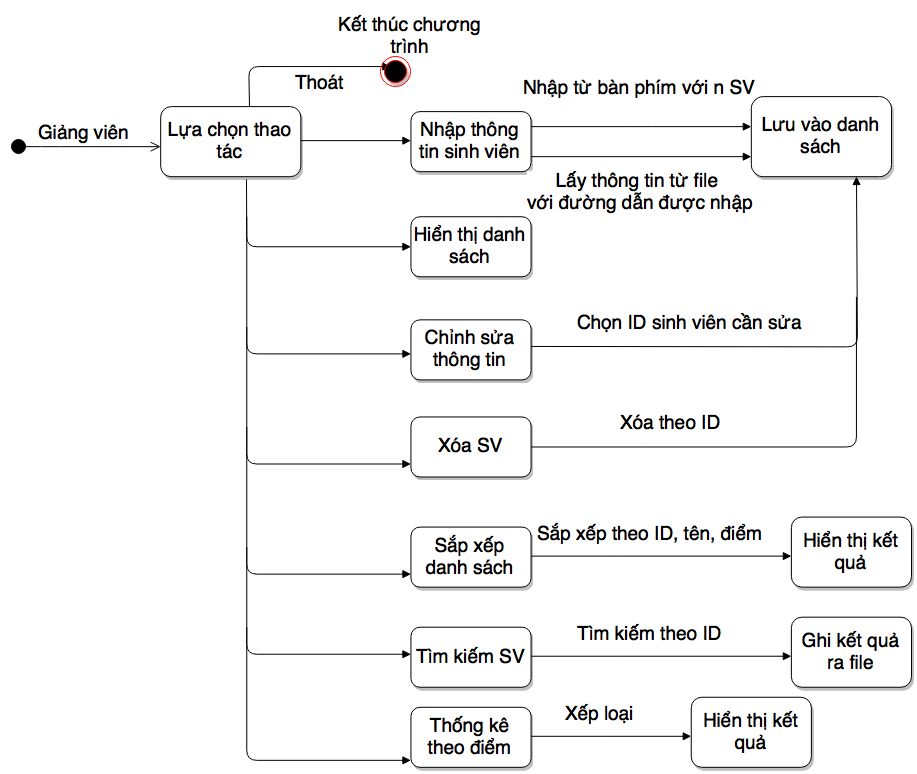 Kết thúc chương
trình
Thoát
Giảng viên
Lựa chọn thao
tác
Nhập thông
tin sinh viên
Nhập từ bàn phím với n SV
Lấy thông tin từ file
với đường dẫn được nhập
Lưu vào danh
sách
Hiển thị danh
sách
Chỉnh sửa
thông tin
Chọn ID sinh viên cần sửa
Xóa SV
Xóa theo ID
Sắp xếp
danh sách
Sắp xếp theo ID, tên, điểm
Hiển thị kết
quả
Tìm kiếm SV
Tìm kiếm theo ID
Ghi kết quả
ra file
Thống kê
theo điểm
Xếp loại
Hiển thị kết
quả